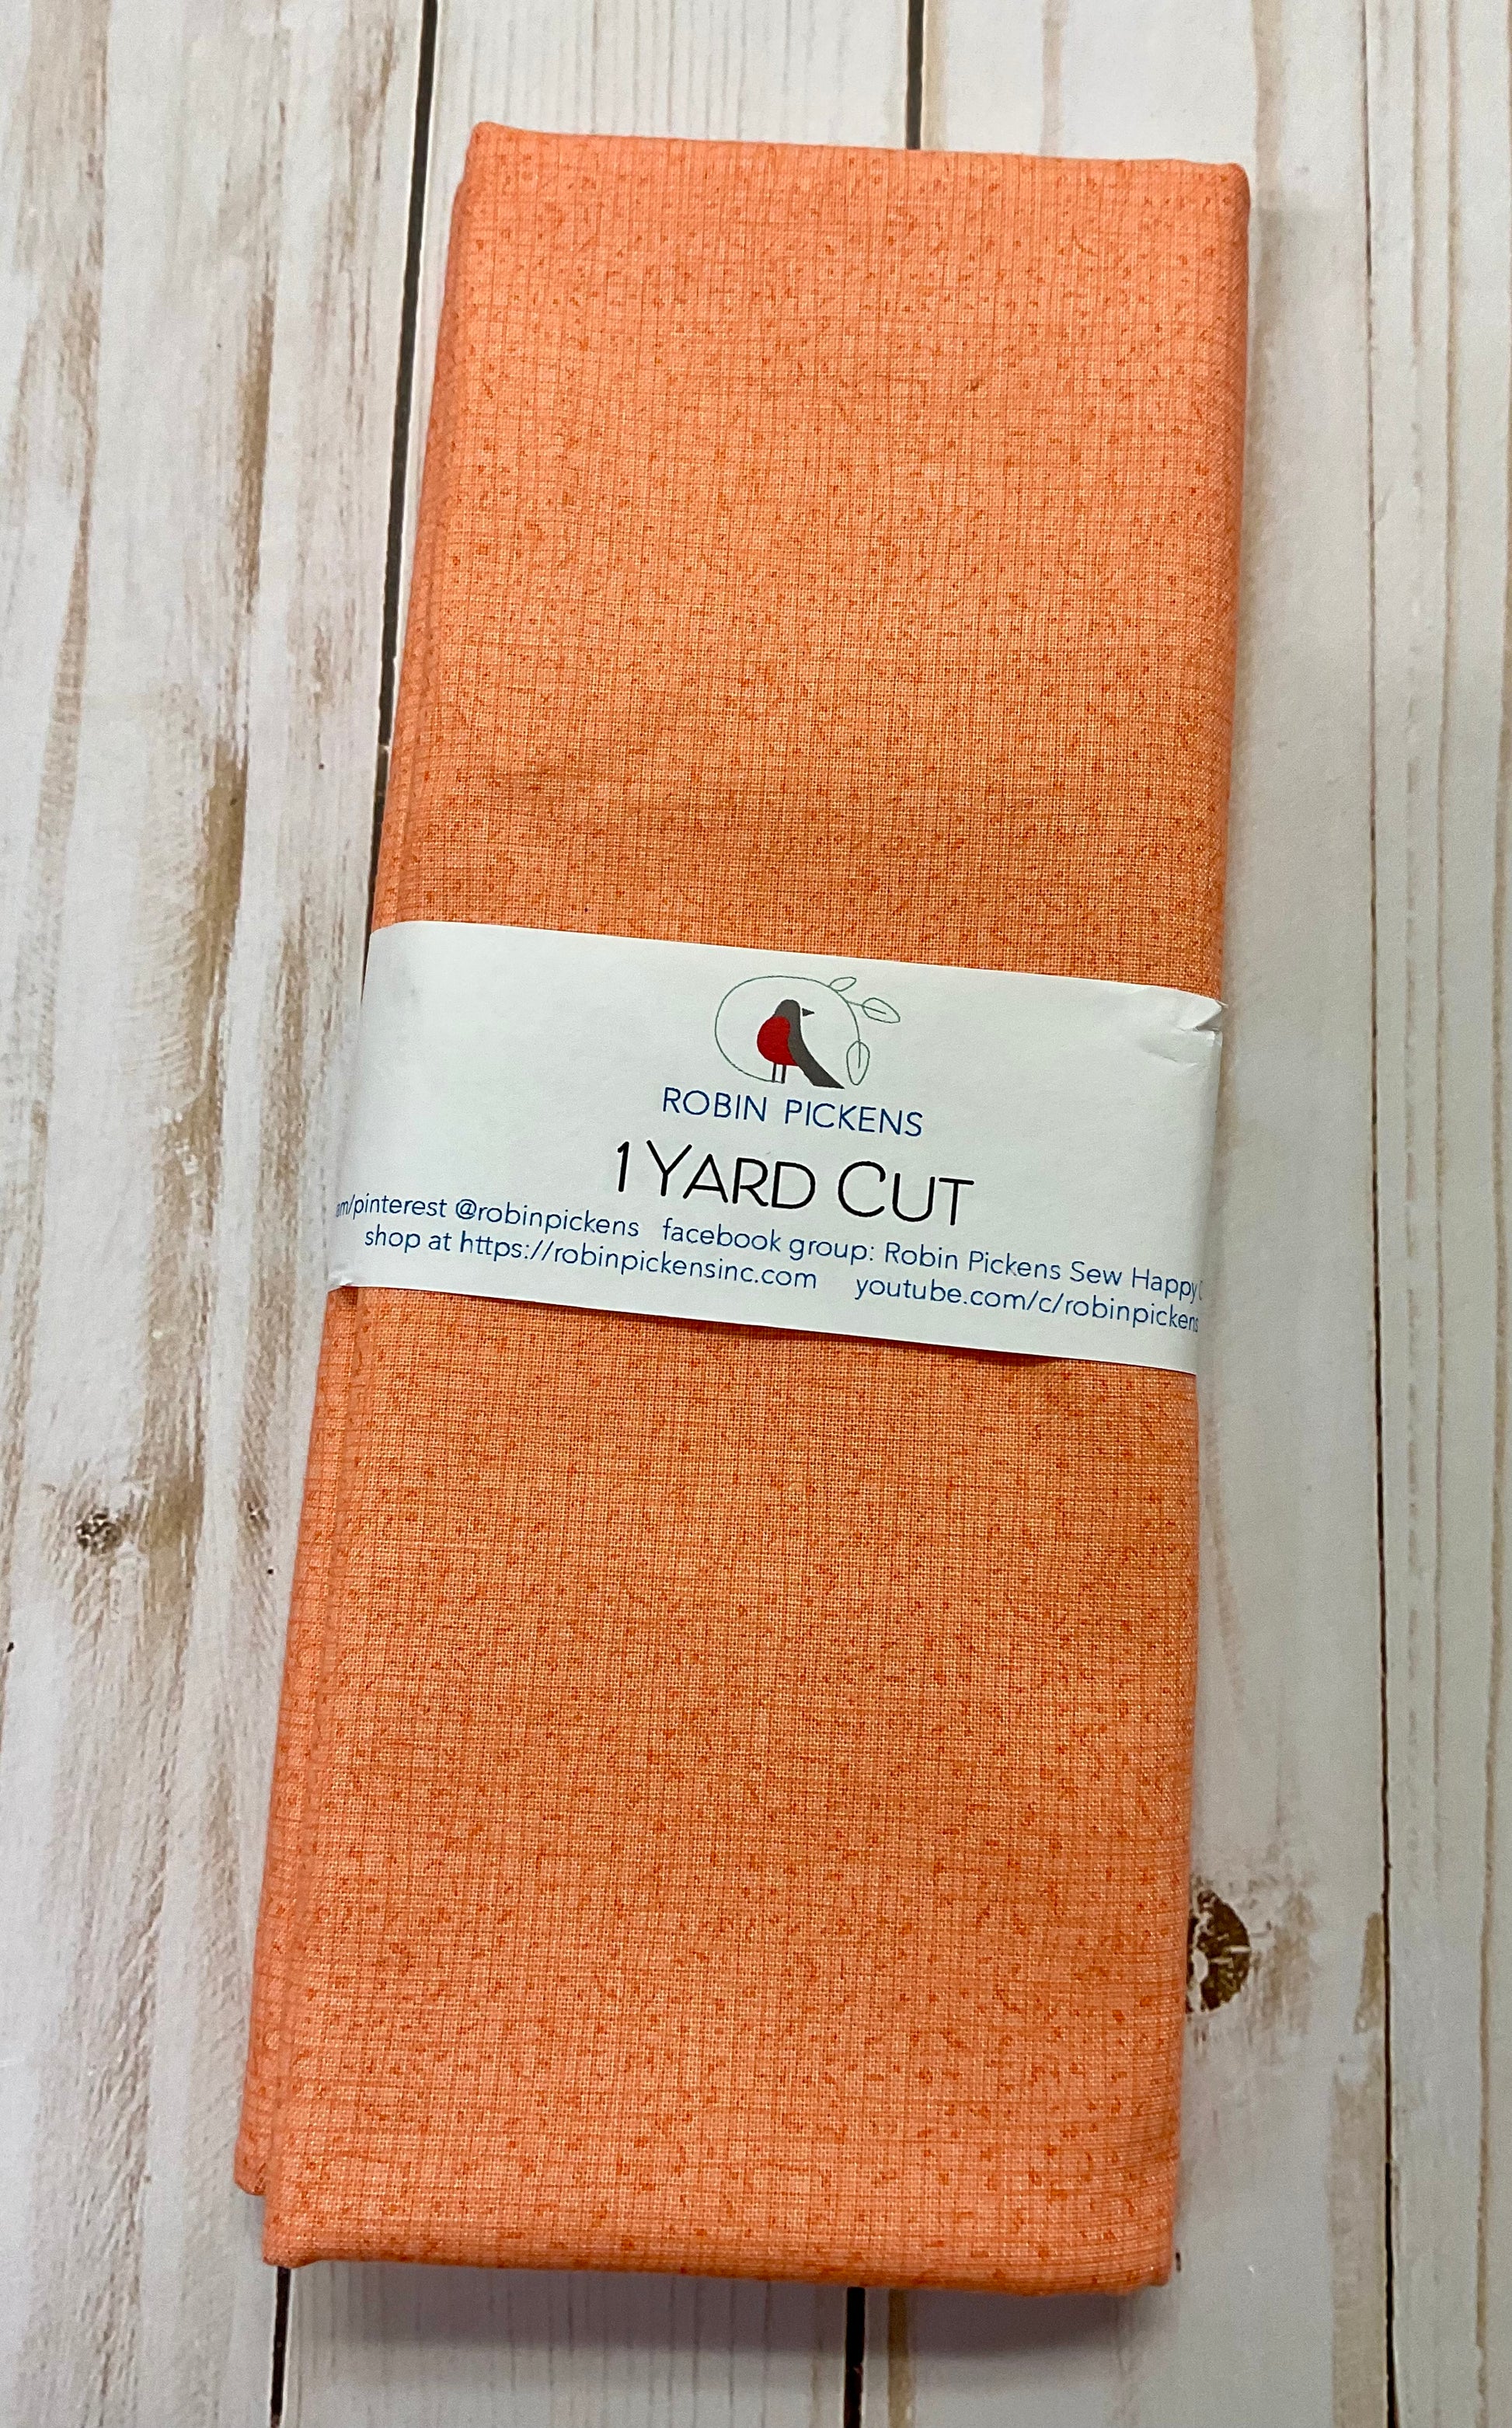 ROBIN PICKENS
1 YARD CUT
/pinterest @robinpickens facebook group: Robin Pickens Sew Happy
shop at https://robinpickensinc.com youtube.com/c/robinpickens